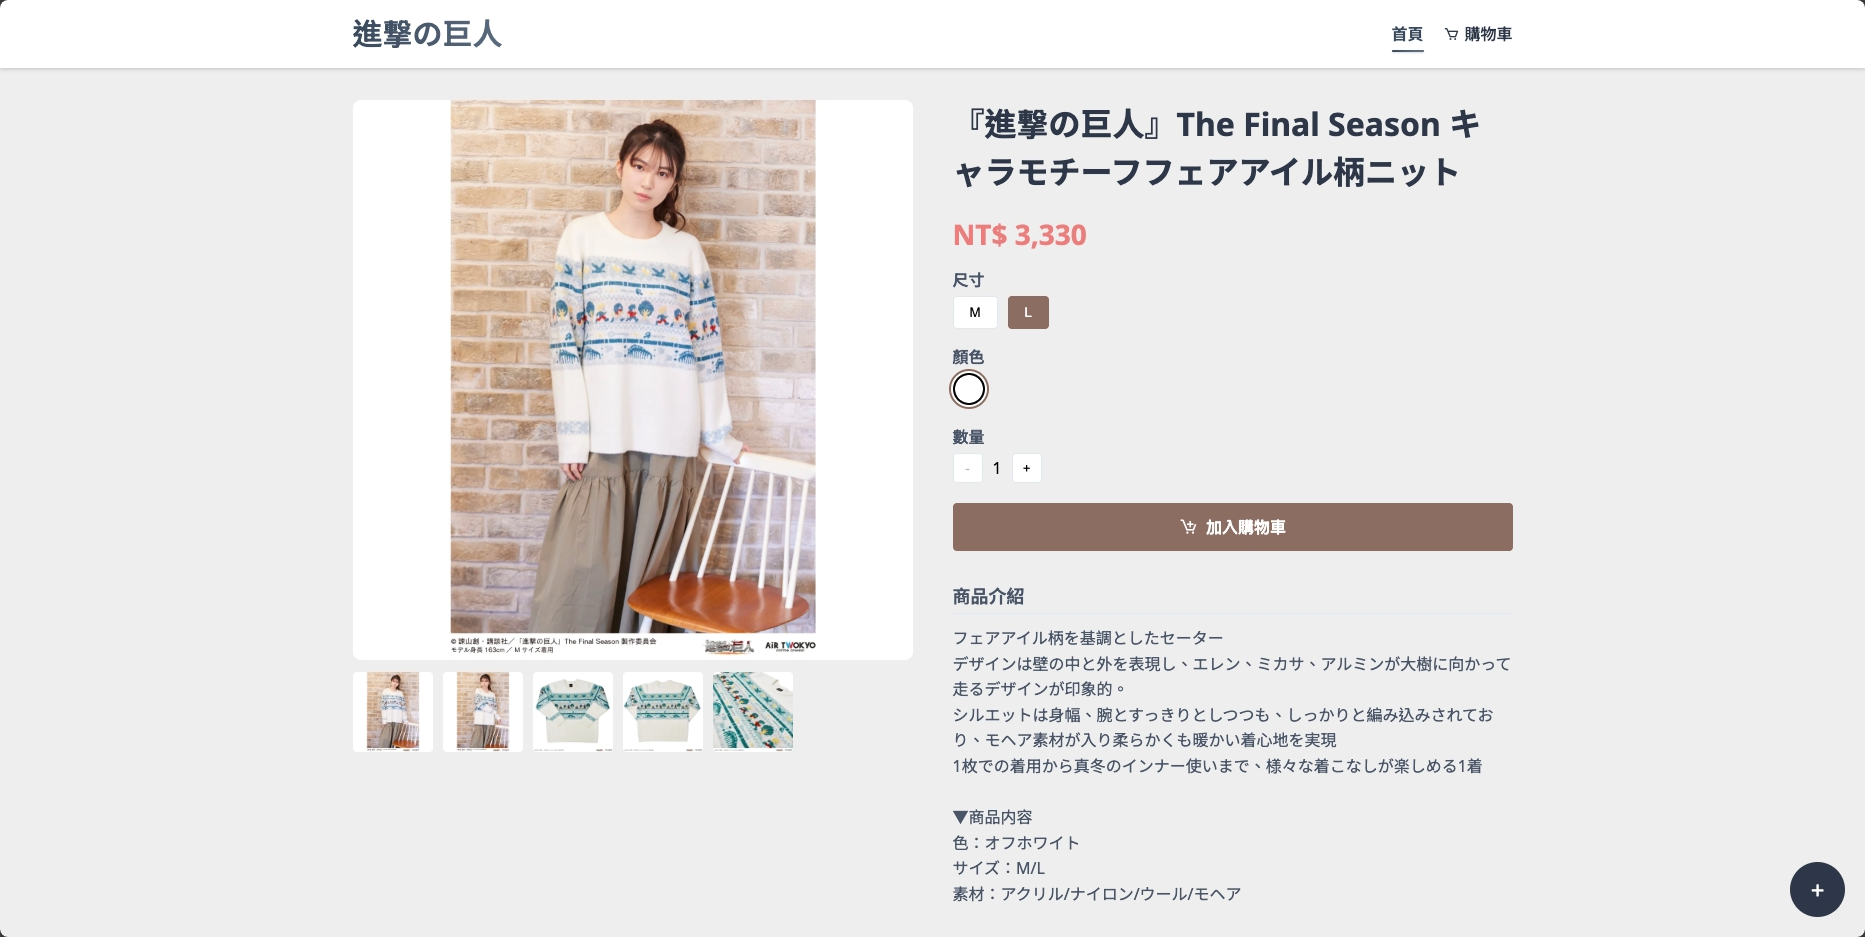 進撃の巨人
首頁
購物車
『進撃の巨人』The Final Season キ
ャラモチーフフェアアイル柄ニット
NT$ 3,330
尺寸
M
L
顏色
數量
-
1
+
加入購物車
© 諫山創・講談社／「進撃の巨人」The Final Season 製作委員会
モデル身長 163cm ／ M サイズ着用
進撃の巨人
AiR TWOKYO
商品介紹
フェアアイル柄を基調としたセーター
デザインは壁の中と外を表現し、エレン、ミカサ、アルミンが大樹に向かって
走るデザインが印象的。
シルエットは身幅、腕とすっきりとしつつも、しっかりと編み込みされてお
り、モヘア素材が入り柔らかくも暖かい着心地を実現
1枚での着用から真冬のインナー使いまで、様々な着こなしが楽しめる1着
▼商品内容
色：オフホワイト
サイズ：M/L
素材：アクリル/ナイロン/ウール/モヘア
+